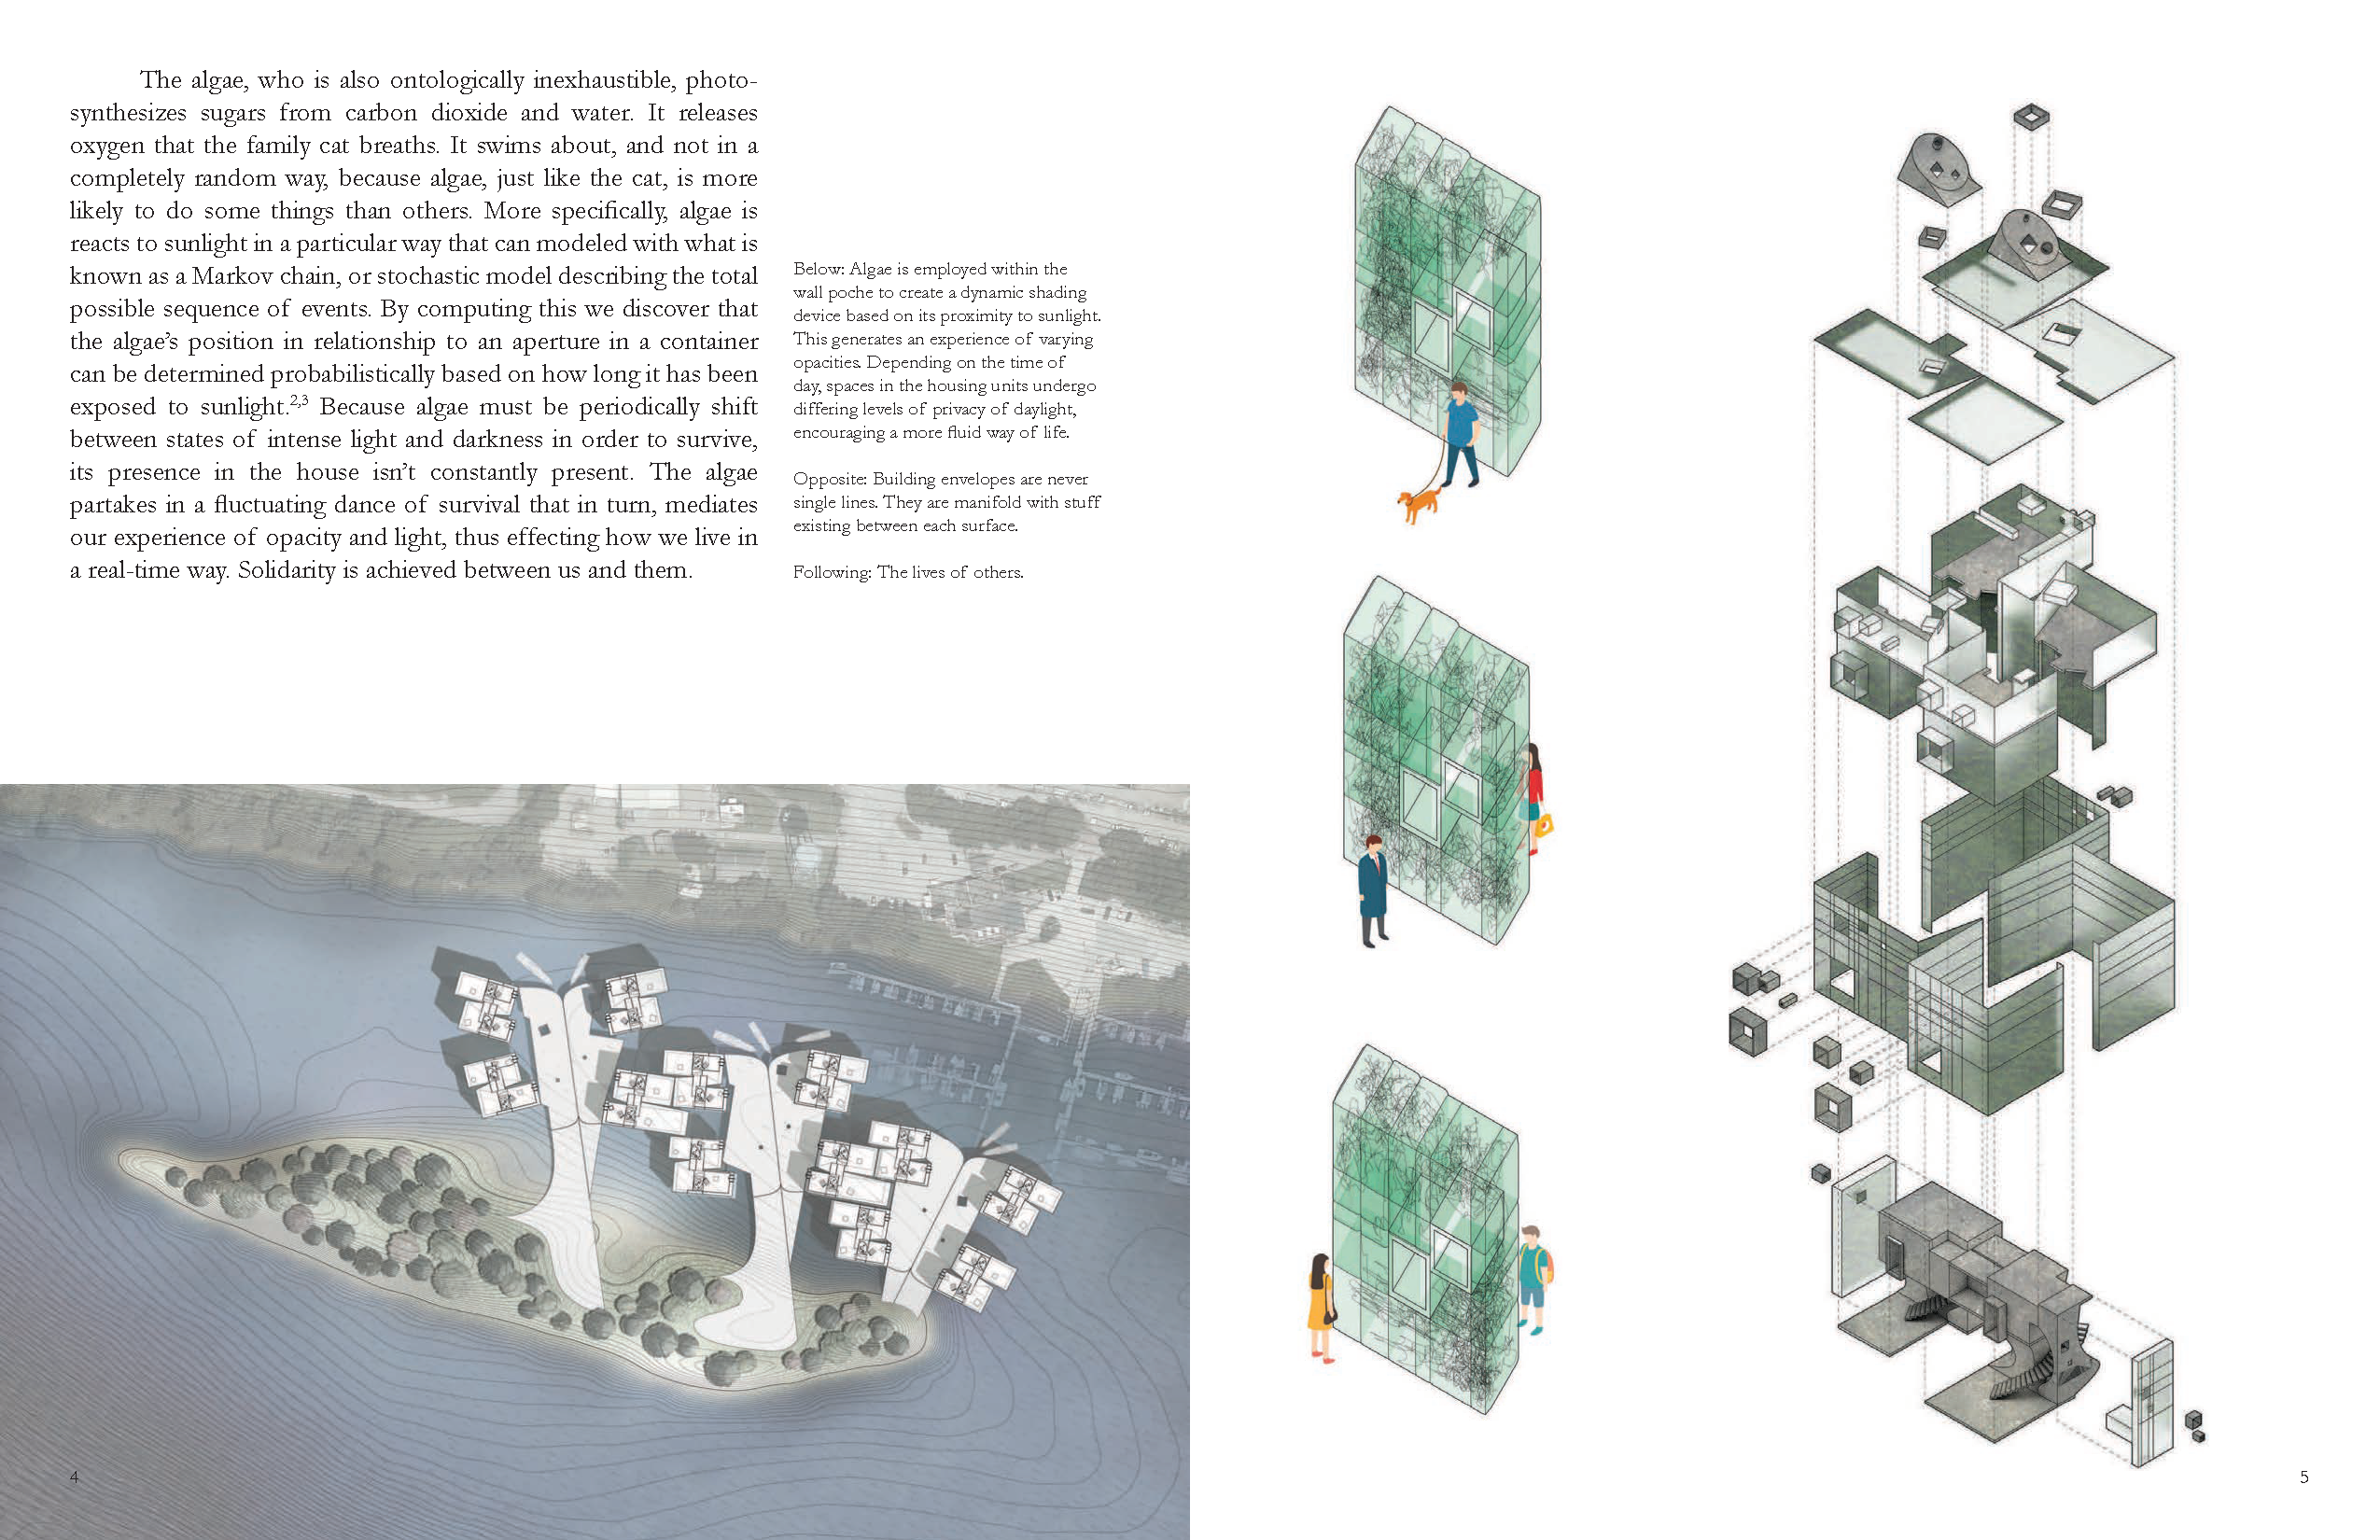 The algae, who is also ontologically inexhaustible, photo-
synthesizes sugars from carbon dioxide and water. It releases
oxygen that the family cat breaths. It swims about, and not in a
completely random way, because algae, just like the cat, is more
likely to do some things than others. More specifically, algae is
reacts to sunlight in a particular way that can modeled with what is
known as a Markov chain, or stochastic model describing the total
possible sequence of events. By computing this we discover that
the algae's position in relationship to an aperture in a container
can be determined probabilistically based on how long it has been
exposed to sunlight.2,3 Because algae must be periodically shift
between states of intense light and darkness in order to survive,
its presence in the house isn't constantly present. The algae
partakes in a fluctuating dance of survival that in turn, mediates
our experience of opacity and light, thus effecting how we live in
a real-time way. Solidarity is achieved between us and them.
Below: Algae is employed within the
wall poche to create a dynamic shading
device based on its proximity to sunlight.
This generates an experience of varying
opacities. Depending on the time of
day, spaces in the housing units undergo
differing levels of privacy of daylight,
encouraging a more fluid way of life.
Opposite: Building envelopes are never
single lines. They are manifold with stuff
existing between each surface.
Following: The lives of others.
4
5